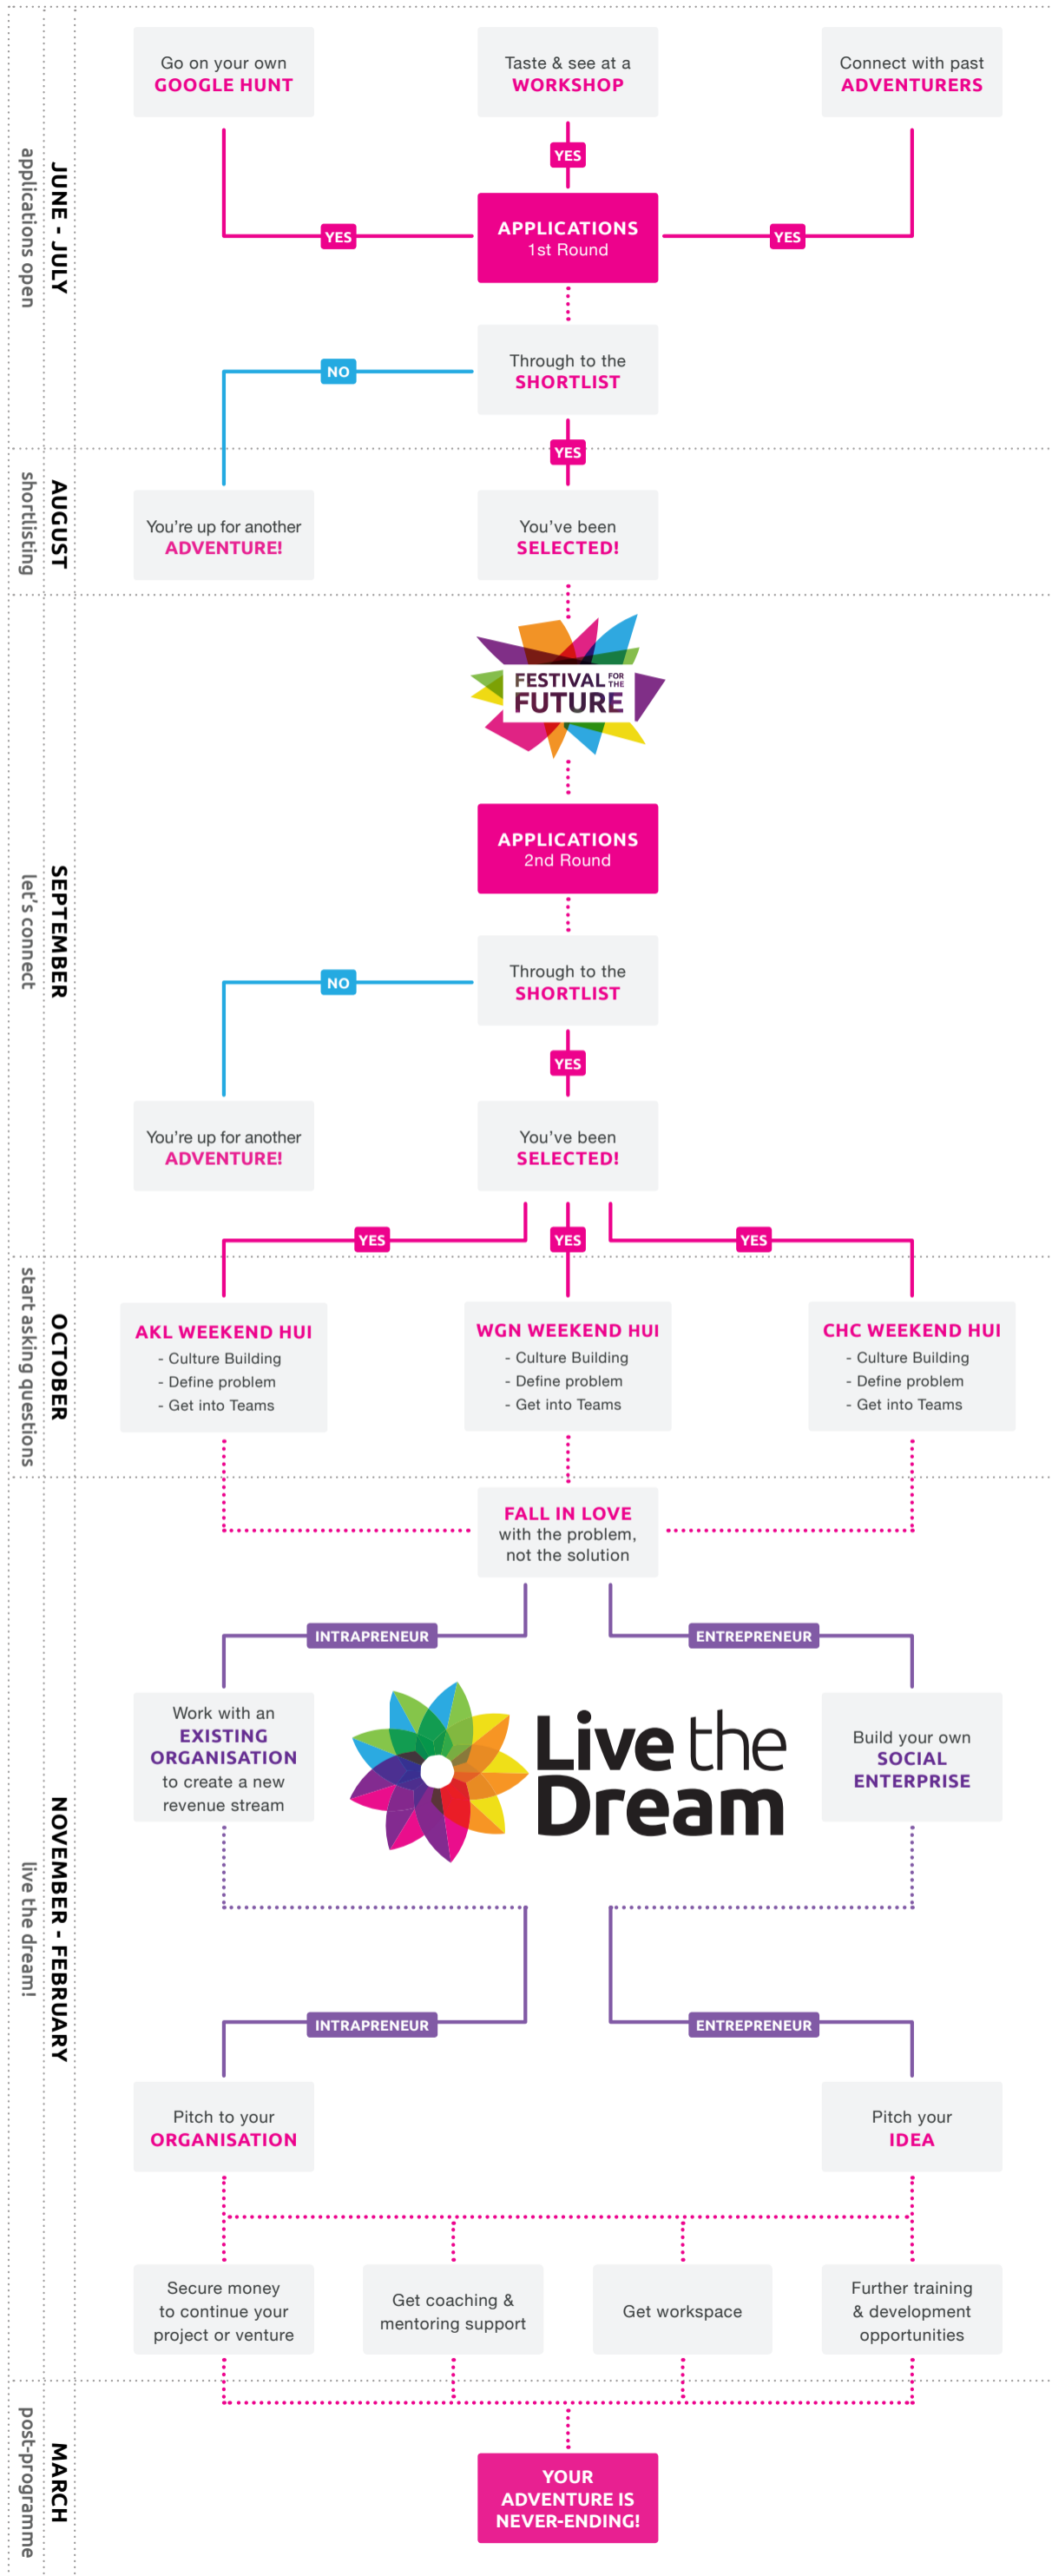 JUNE - JULY
applications open
Go on your own
GOOGLE HUNT
Taste & see at a
WORKSHOP
Connect with past
ADVENTURERS
YES
YES
YES
APPLICATIONS
1st Round
Through to the
SHORTLIST
NO
YES
AUGUST
shortlisting
You're up for another
ADVENTURE!
You've been
SELECTED!
SEPTEMBER
let's connect
FESTIVAL FOR THE
FUTURE
APPLICATIONS
2nd Round
Through to the
SHORTLIST
NO
YES
You're up for another
ADVENTURE!
You've been
SELECTED!
YES
YES
YES
OCTOBER
start asking questions
AKL WEEKEND HUI
- Culture Building
- Define problem
- Get into Teams
WGN WEEKEND HUI
- Culture Building
- Define problem
- Get into Teams
CHC WEEKEND HUI
- Culture Building
- Define problem
- Get into Teams
NOVEMBER - FEBRUARY
live the dream!
FALL IN LOVE
with the problem,
not the solution
INTRAPRENEUR
ENTREPRENEUR
Work with an
EXISTING
ORGANISATION
to create a new
revenue stream
Live the
Dream
Build your own
SOCIAL
ENTERPRISE
INTRAPRENEUR
ENTREPRENEUR
Pitch to your
ORGANISATION
Pitch your
IDEA
Secure money
to continue your
project or venture
Get coaching &
mentoring support
Get workspace
Further training
& development
opportunities
MARCH
post-programme
YOUR
ADVENTURE IS
NEVER-ENDING!